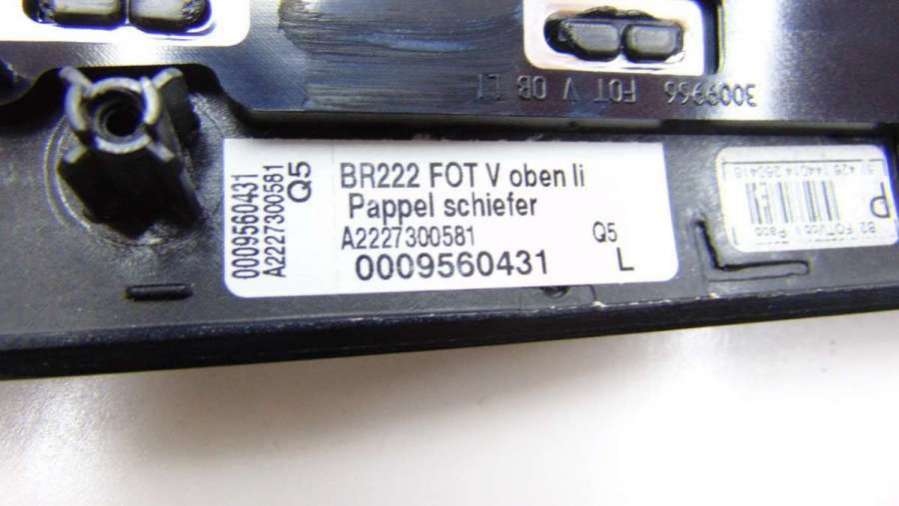 3009966 FOT V OB LI
0009560431
A2227300581
Q5
BR222 FOT V oben li
Pappel schiefer
A2227300581 Q5
0009560431 L
P